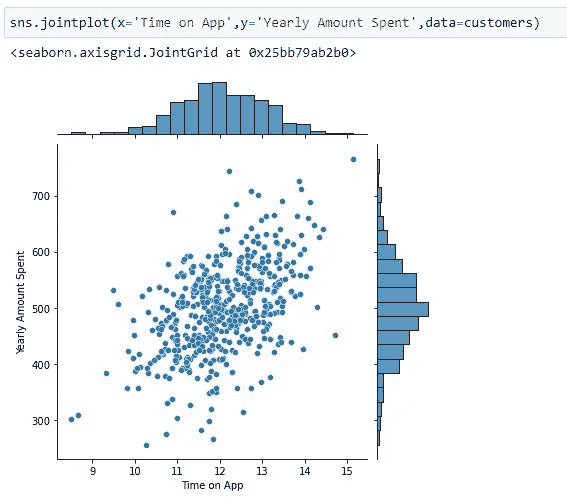 sns.jointplot(x='Time on App',y='Yearly Amount Spent',data=customers)
<seaborn.axisgrid.JointGrid at 0x25bb79ab2b0>
700
600
500
400
300
Yearly Amount Spent
9 10 11 12 13 14 15
Time on App